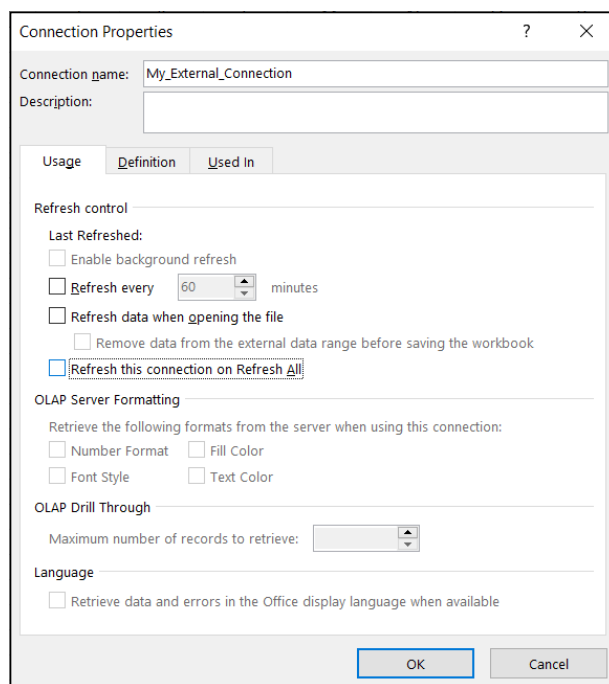 Connection Properties ?
Connection name: My_External_Connection
Description:
Usage Definition Used In
Refresh control
Last Refreshed:
Enable background refresh
Refresh every 60 minutes
Refresh data when opening the file
Remove data from the external data range before saving the workbook
Refresh this connection on Refresh All
OLAP Server Formatting
Retrieve the following formats from the server when using this connection:
Number Format Fill Color
Font Style Text Color
OLAP Drill Through
Maximum number of records to retrieve:
Language
Retrieve data and errors in the Office display language when available
OK Cancel